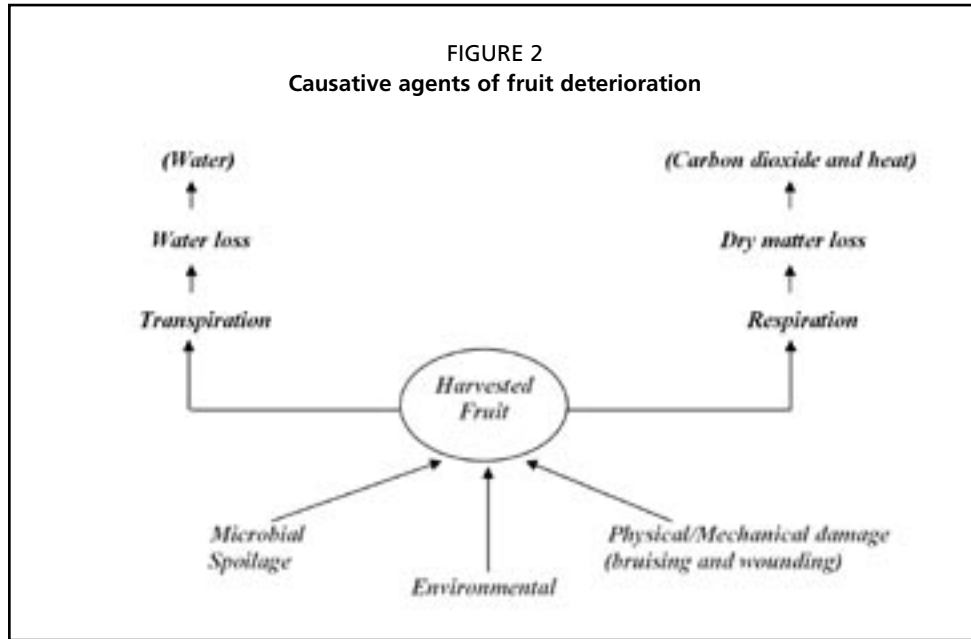 FIGURE 2
Causative agents of fruit deterioration
(Water)
(Carbon dioxide and heat)
Water loss
Dry matter loss
Transpiration
Respiration
Harvested
Fruit
Microbial
Spoilage
Physical/Mechanical damage
(bruising and wounding)
Environmental